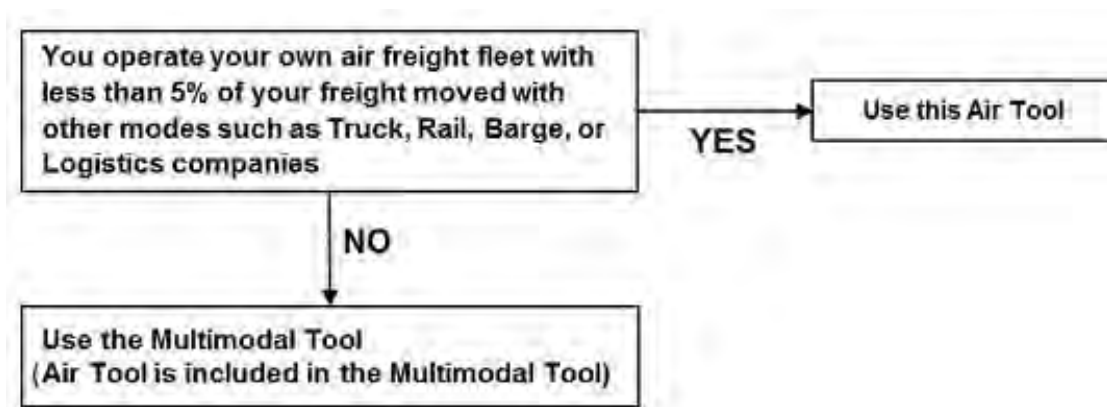 You operate your own air freight fleet with
less than 5% of your freight moved with
other modes such as Truck, Rail, Barge, or
Logistics companies
YES
Use this Air Tool
NO
Use the Multimodal Tool
(Air Tool is included in the Multimodal Tool)